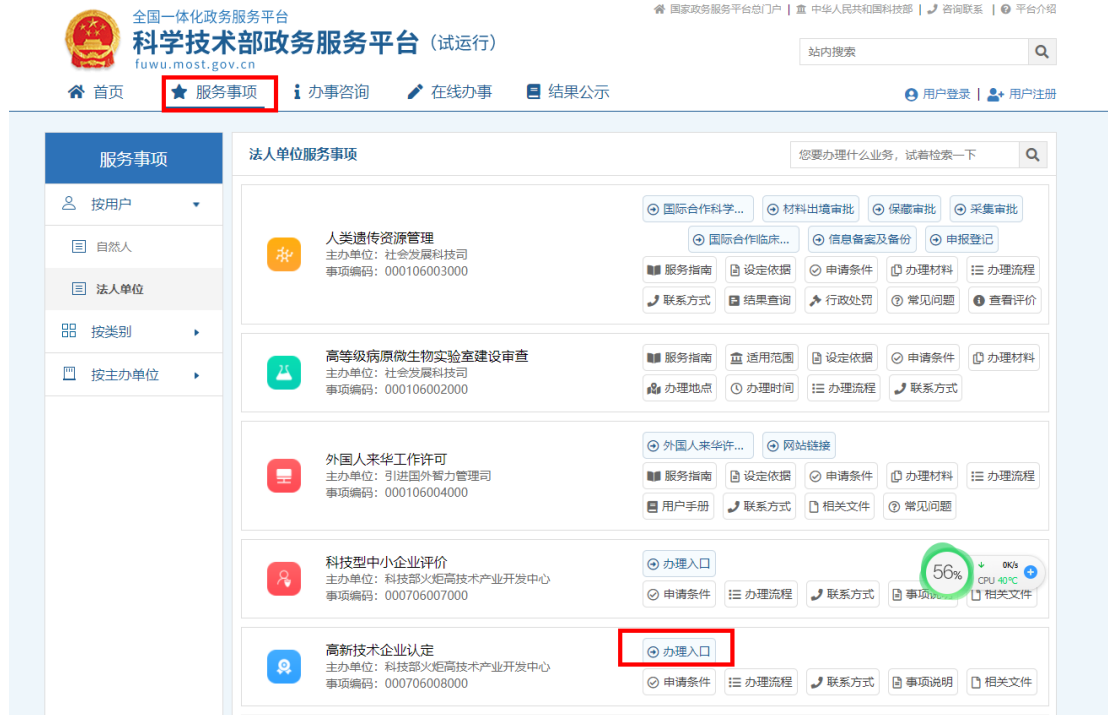 国家政务服务平台总门户 | 中华人民共和国科技部 | 咨询联系 | 平台介绍
全国一体化政务服务平台
科学技术部政务服务平台（试运行）
fuwu.most.gov.cn
站内搜索
首页 服务事项 办事咨询 在线办事 结果公示
用户登录 | 用户注册
服务事项
按用户
自然人
法人单位
按类别
按主办单位
法人单位服务事项
您要办理什么业务，试着检索一下
人类遗传资源管理
主办单位：社会发展科技司
事项编码：000106003000
国际合作科学... 材料出境审批 保藏审批 采集审批
国际合作临床... 信息备案及备份 申报登记
服务指南 设定依据 申请条件 办理材料 办理流程
联系方式 结果查询 行政处罚 常见问题 查看评价
高等级病原微生物实验室建设审查
主办单位：社会发展科技司
事项编码：000106002000
服务指南 适用范围 设定依据 申请条件 办理材料
办理地点 办理时间 办理流程 联系方式
外国人来华工作许可
主办单位：引进国外智力管理司
事项编码：000106004000
外国人来华许... 网站链接
服务指南 设定依据 申请条件 办理材料 办理流程
用户手册 联系方式 相关文件 常见问题
科技型中小企业评价
主办单位：科技部火炬高技术产业开发中心
事项编码：000706007000
办理入口
申请条件 办理流程 联系方式 事项说明 相关文件
56%
0K/s
CPU 40℃
高新技术企业认定
主办单位：科技部火炬高技术产业开发中心
事项编码：000706008000
办理入口
申请条件 办理流程 联系方式 事项说明 相关文件